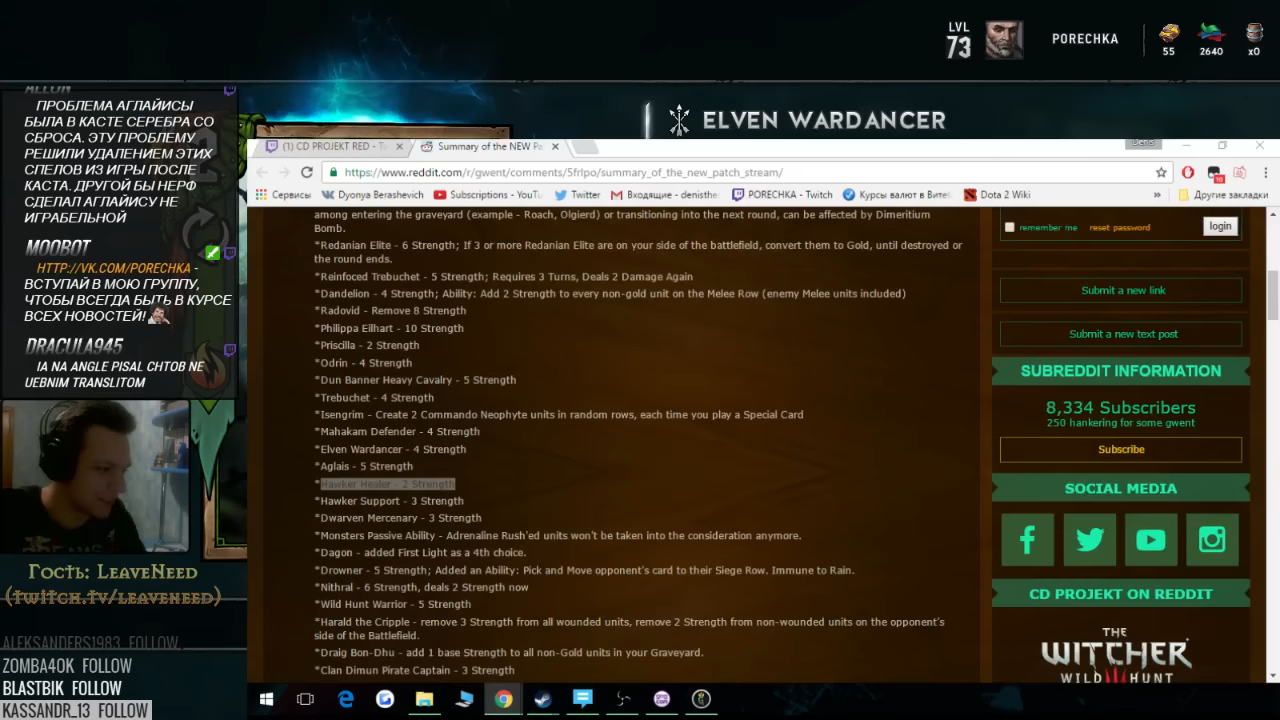 LVL
73
PORECHKA
55
2640
x0
ELVEN WARDANCER
ALLON
ПРОБЛЕМА АГЛАЙИСЫ
БЫЛА В КАСТЕ СЕРЕБРА СО
СБРОСА. ЭТУ ПРОБЛЕМУ
РЕШИЛИ УДАЛЕНИЕМ ЭТИХ
СПЕЛОВ ИЗ ИГРЫ ПОСЛЕ
КАСТА. ДРУГОЙ БЫ НЕРФ
СДЕЛАЛ АГЛАЙИСУ НЕ
ИГРАБЕЛЬНОЙ
MOOBOT
HTTP://VK.COM/PORECHKA -
ВСТУПАЙ В МОЮ ГРУППУ,
ЧТОБЫ ВСЕГДА БЫТЬ В КУРСЕ
ВСЕХ НОВОСТЕЙ!
DRACULA945
IA NA ANGLE PISAL CHTOB NE
UEBNIM TRANSLITOM
Гость: LeaveNeed
(twitch.tv/leaveneed)
ALEKSANDERS1983 FOLLOW
ZOMBA4OK FOLLOW
BLASTBIK FOLLOW
KASSANDR_13 FOLLOW
(1) CD PROJEKT RED - Tw
Summary of the NEW Pa
Denis
https://www.reddit.com/r/gwent/comments/5frlpo/summary_of_the_new_patch_stream/
Сервисы
Dyonya Berashevich
Subscriptions - YouTu
Twitter
Входящие - denisthe
PORECHKA - Twitch
Курсы валют в Витеб
Dota 2 Wiki
»
Другие закладки
among entering the graveyard (example - Roach, Olgierd) or transitioning into the next round, can be affected by Dimeritium
Bomb.
*Redanian Elite - 6 Strength; If 3 or more Redanian Elite are on your side of the battlefield, convert them to Gold, until destroyed or
the round ends.
*Reinfoced Trebuchet - 5 Strength; Requires 3 Turns, Deals 2 Damage Again
*Dandelion - 4 Strength; Ability: Add 2 Strength to every non-gold unit on the Melee Row (enemy Melee units included)
*Radovid - Remove 8 Strength
*Philippa Eilhart - 10 Strength
*Priscilla - 2 Strength
*Odrin - 4 Strength
*Dun Banner Heavy Cavalry - 5 Strength
*Trebuchet - 4 Strength
*Isengrim - Create 2 Commando Neophyte units in random rows, each time you play a Special Card
*Mahakam Defender - 4 Strength
*Elven Wardancer - 4 Strength
*Aglais - 5 Strength
*Hawker Healer - 2 Strength
*Hawker Support - 3 Strength
*Dwarven Mercenary - 3 Strength
*Monsters Passive Ability - Adrenaline Rush'ed units won't be taken into the consideration anymore.
*Dagon - added First Light as a 4th choice.
*Drowner - 5 Strength; Added an Ability: Pick and Move opponent's card to their Siege Row. Immune to Rain.
*Nithral - 6 Strength, deals 2 Strength now
*Wild Hunt Warrior - 5 Strength
*Harald the Cripple - remove 3 Strength from all wounded units, remove 2 Strength from non-wounded units on the opponent's
side of the Battlefield.
*Draig Bon-Dhu - add 1 base Strength to all non-Gold units in your Graveyard.
*Clan Dimun Pirate Captain - 3 Strength
remember me
reset password
login
Submit a new link
Submit a new text post
SUBREDDIT INFORMATION
8,334 Subscribers
250 hankering for some gwent
Subscribe
SOCIAL MEDIA
CD PROJEKT ON REDDIT
THE
WITCHER
WILD HUNT